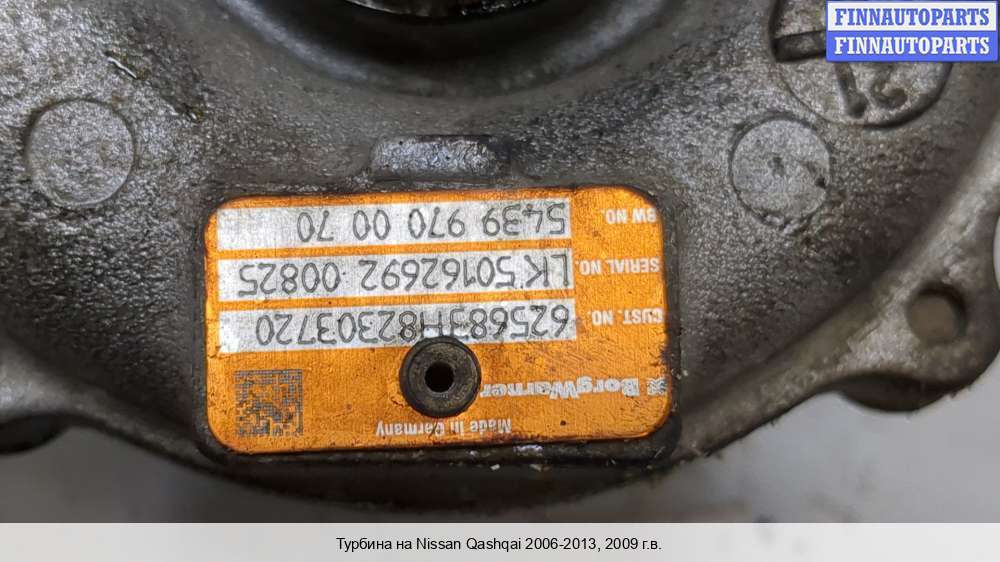 FINNAUTOPARTS
FINNAUTOPARTS
Made in Germany
BorgWarner
CUST. NO. 625683H82303720
SERIAL NO. LK 50162692 00825
BW NO. 5439 970 00 70
Турбина на Nissan Qashqai 2006-2013, 2009 г.в.